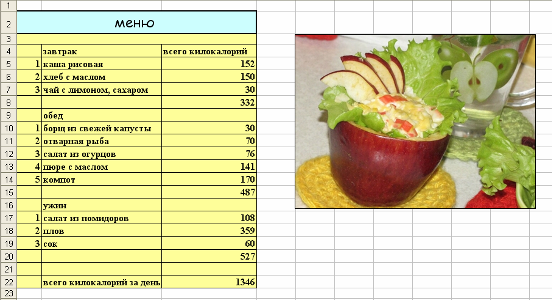 1
2 меню
3
4 завтрак всего килокалорий
5 1 каша рисовая 152
6 2 хлеб с маслом 150
7 3 чай с лимоном, сахаром 30
8 332
9 обед
10 1 борщ из свежей капусты 30
11 2 отварная рыба 70
12 3 салат из огурцов 76
13 4 пюре с маслом 141
14 5 компот 170
15 487
16 ужин
17 1 салат из помидоров 108
18 2 плов 359
19 3 сок 60
20 527
21
22 всего килокалорий за день 1346
23